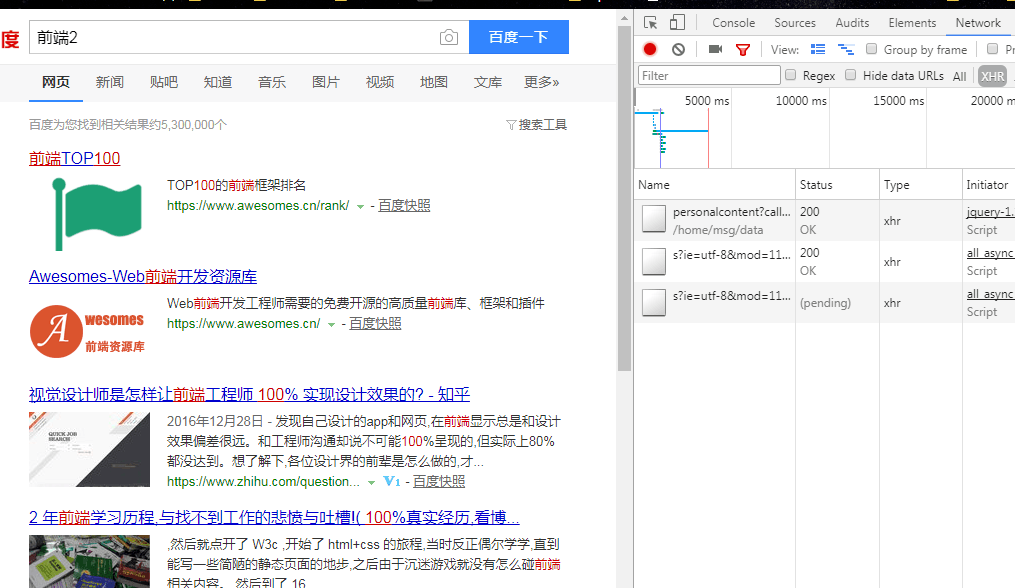 度
前端2
百度一下
网页 新闻 贴吧 知道 音乐 图片 视频 地图 文库 更多»
百度为您找到相关结果约5,300,000个
搜索工具
前端TOP100
TOP100的前端框架排名
https://www.awesomes.cn/rank/ - 百度快照
Awesomes-Web前端开发资源库
A wesomes
前端资源库
Web前端开发工程师需要的免费开源的高质量前端库、框架和插件
https://www.awesomes.cn/ - 百度快照
视觉设计师是怎样让前端工程师 100% 实现设计效果的? - 知乎
QUICK JOB
SEARCH
2016年12月28日 - 发现自己设计的app和网页,在前端显示总是和设计
效果偏差很远。和工程师沟通却说不可能100%呈现的,但实际上80%
都没达到。想了解下,各位设计界的前辈是怎么做的,才...
https://www.zhihu.com/question... V1 - 百度快照
2 年前端学习历程,与找不到工作的悲愤与吐槽!( 100%真实经历,看博...
,然后就点开了 W3c ,开始了 html+css 的旅程,当时反正偶尔学学,直到
能写一些简陋的静态页面的地步,之后由于沉迷游戏就没有怎么碰前端
相关内容。 然后到了 16
Console Sources Audits Elements Network
View: Group by frame Pr
Filter Regex Hide data URLs All XHR
5000 ms 10000 ms 15000 ms 20000 m
Name Status Type Initiator
personalcontent?call... 200 xhr jquery-1.
/home/msg/data OK Script
s?ie=utf-8&mod=11... 200 xhr all_async
OK Script
s?ie=utf-8&mod=11... (pending) xhr all_async
Script